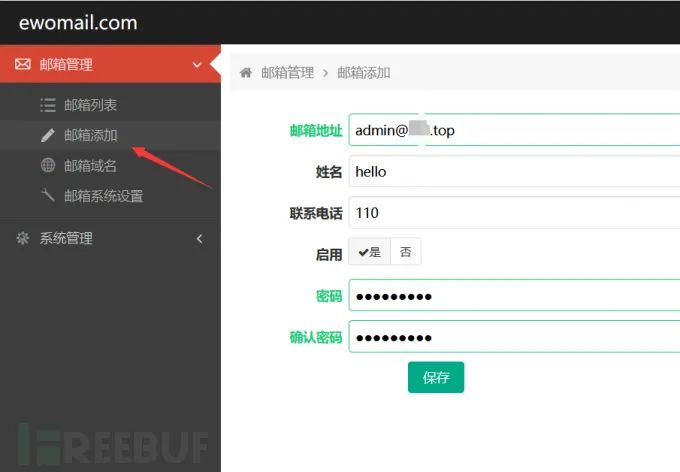 ewomail.com
邮箱管理
邮箱列表
邮箱添加
邮箱域名
邮箱系统设置
系统管理
邮箱管理 > 邮箱添加
邮箱地址 admin@ .top
姓名 hello
联系电话 110
启用 是 否
密码 ●●●●●●●●●
确认密码 ●●●●●●●●●
保存
FREEBUF